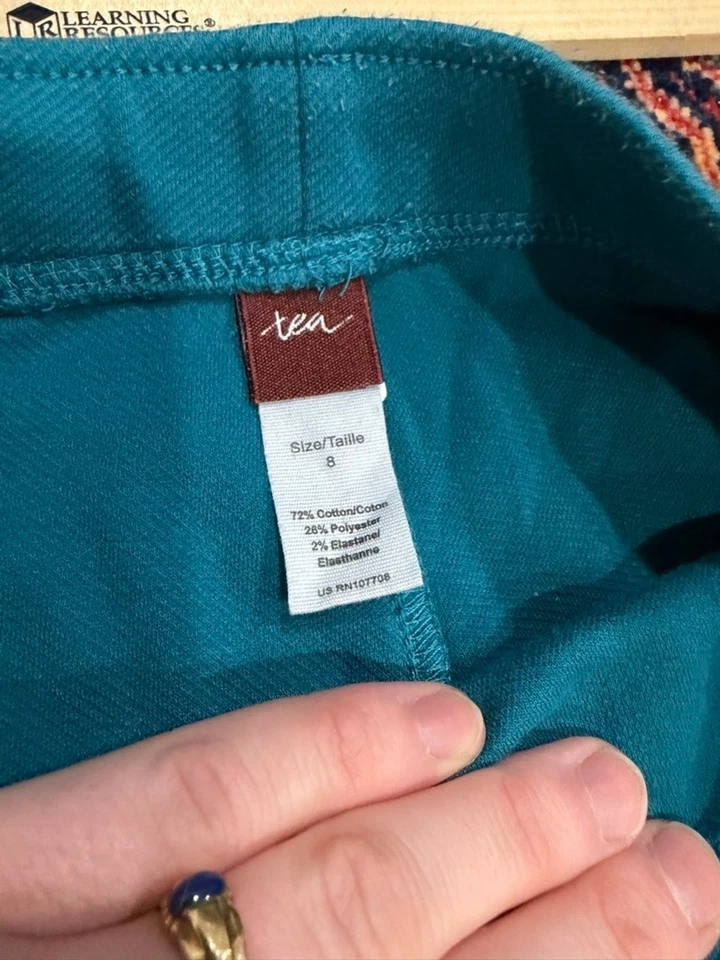 LEARNING
RESOURCES®
tea
Size/Taille
8
72% Cotton/Coton
26% Polyester
2% Elastane/
Elasthanne
US RN107708